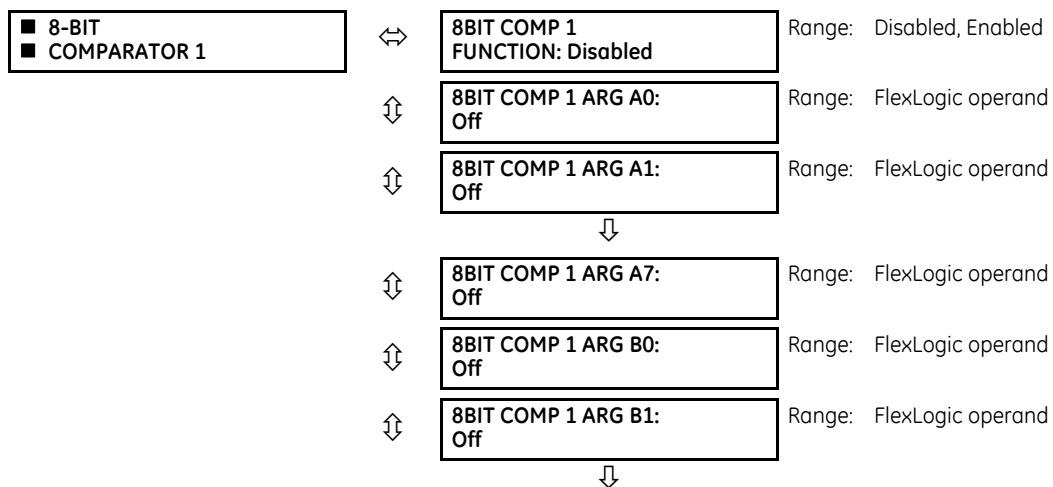 ■ 8-BIT
■ COMPARATOR 1
8BIT COMP 1
FUNCTION: Disabled
Range: Disabled, Enabled
8BIT COMP 1 ARG A0:
Off
Range: FlexLogic operand
8BIT COMP 1 ARG A1:
Off
Range: FlexLogic operand
8BIT COMP 1 ARG A7:
Off
Range: FlexLogic operand
8BIT COMP 1 ARG B0:
Off
Range: FlexLogic operand
8BIT COMP 1 ARG B1:
Off
Range: FlexLogic operand